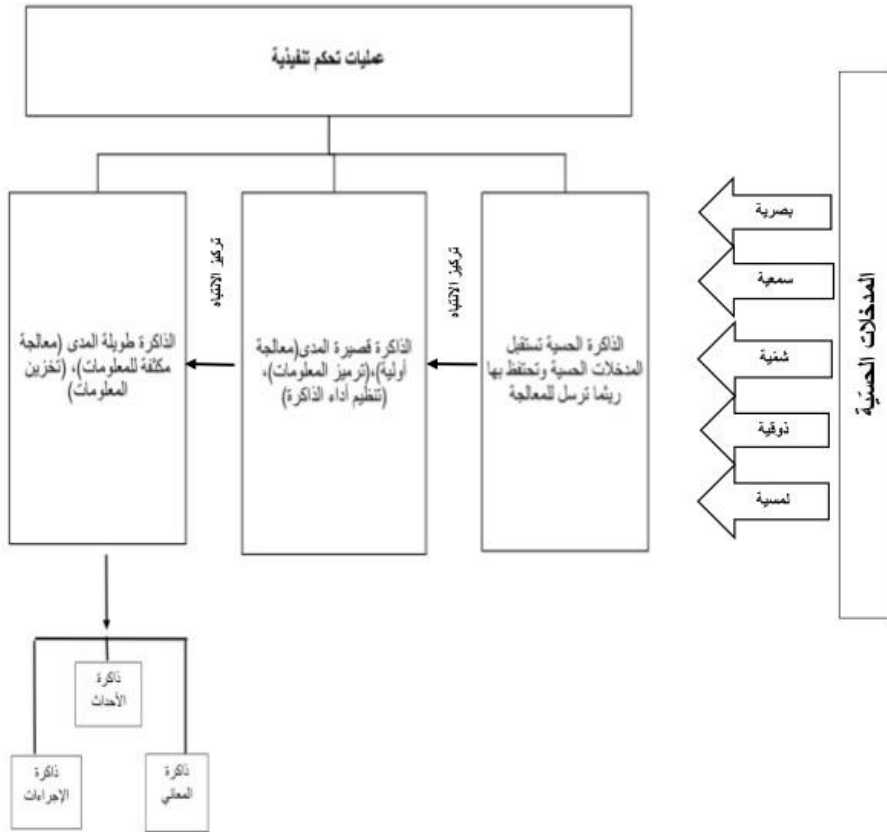 عمليات تحكم تنفيذية
المدخلات الحسية
بصرية
سمعية
شمية
ذوقية
لمسية
الذاكرة الحسية تستقبل
المدخلات الحسية وتحتفظ بها
ريثما ترسل للمعالجة
تركيز الانتباه
الذاكرة قصيرة المدى(معالجة
أولية)،(ترميز المعلومات)،
(تنظيم أداء الذاكرة)
تركيز الانتباه
الذاكرة طويلة المدى (معالجة
مكثفة للمعلومات)، (تخزين
المعلومات)
ذاكرة
الأحداث
ذاكرة
المعاني
ذاكرة
الإجراءات